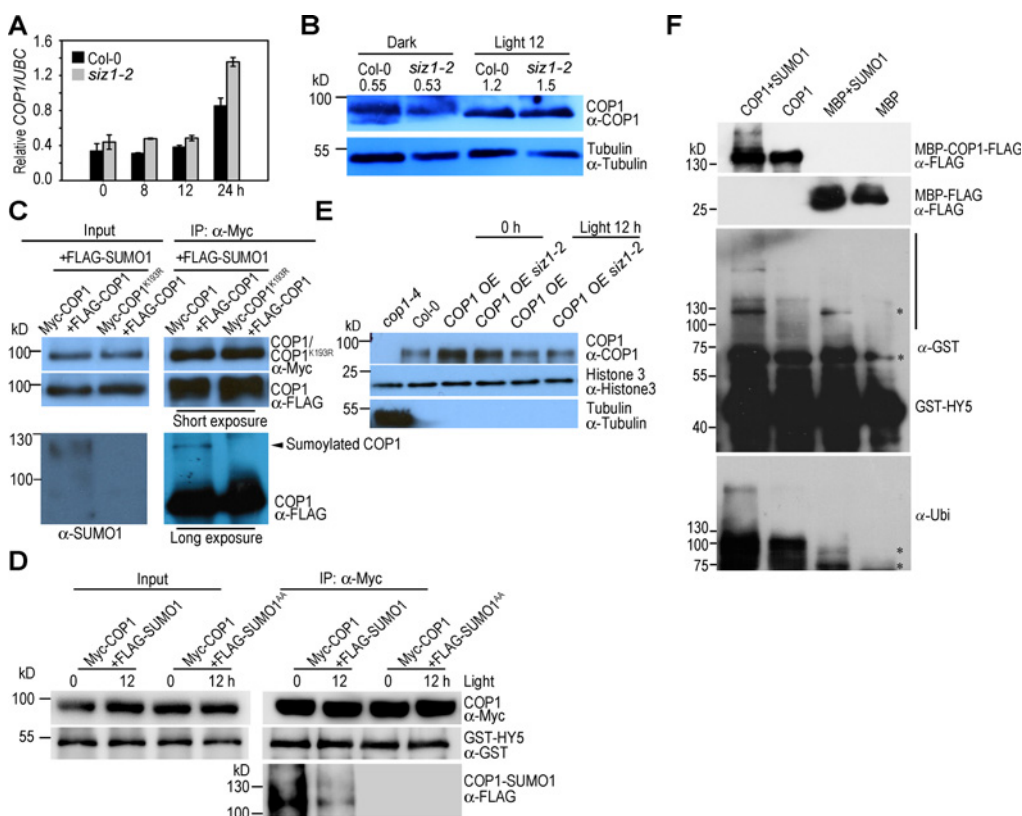 A
Relative COP1/UBC
1.6
1.2
0.8
0.4
0.0
Col-0
siz1-2
0 8 12 24 h
B
Dark Light 12
Col-0 siz1-2 Col-0 siz1-2
kD 0.55 0.53 1.2 1.5
100
COP1
α-COP1
55
Tubulin
α-Tubulin
C
Input IP: α-Myc
+FLAG-SUMO1 +FLAG-SUMO1
Myc-COP1
+FLAG-COP1
Myc-COP1K193R
+FLAG-COP1
Myc-COP1
+FLAG-COP1
Myc-COP1K193R
+FLAG-COP1
kD
100
COP1/
COP1K193R
α-Myc
100
COP1
α-FLAG
Short exposure
130
Sumoylated COP1
100
COP1
α-FLAG
α-SUMO1
Long exposure
D
Input IP: α-Myc
Myc-COP1
+FLAG-SUMO1
Myc-COP1
+FLAG-SUMO1AA
Myc-COP1
+FLAG-SUMO1
Myc-COP1
+FLAG-SUMO1AA
kD
0 12 0 12 h 0 12 0 12 h Light
100
COP1
α-Myc
55
GST-HY5
α-GST
kD
130
100
COP1-SUMO1
α-FLAG
E
0 h Light 12 h
cop1-4
Col-0
COP1 OE
COP1 OE siz1-2
COP1 OE
COP1 OE siz1-2
kD
100
COP1
α-COP1
25
Histone 3
α-Histone3
55
Tubulin
α-Tubulin
F
COP1+SUMO1
COP1
MBP+SUMO1
MBP
kD
130
MBP-COP1-FLAG
α-FLAG
25
MBP-FLAG
α-FLAG
130
100
75
55
40
*
*
α-GST
GST-HY5
130
100
75
α-Ubi
*
*